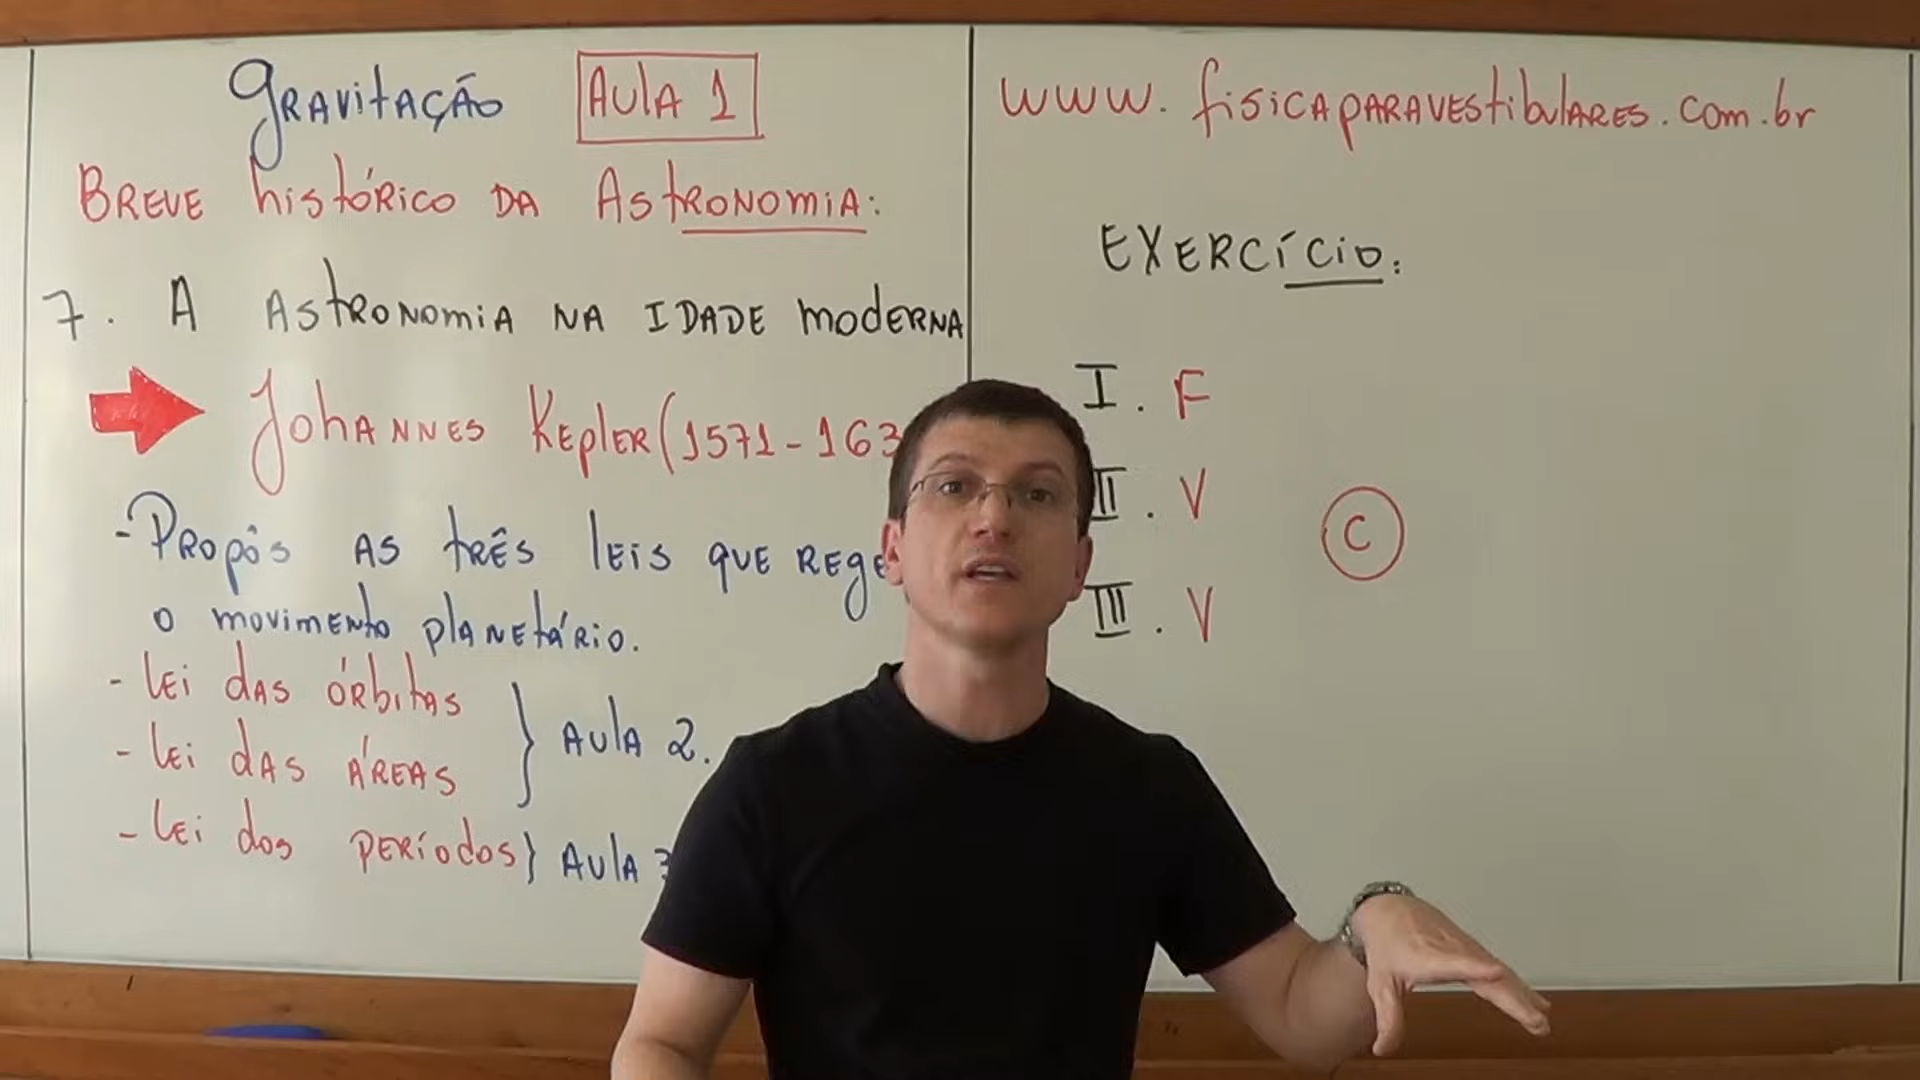 Gravitação Aula 1
Breve histórico da Astronomia:
7. A Astronomia na Idade moderna
Johannes Kepler (1571-163
- Propôs as três leis que rege
o movimento planetário.
- Lei das órbitas
- Lei das áreas } Aula 2.
- Lei dos períodos } Aula 3
www.fisicaparavestibulares.com.br
Exercício:
I. F
II. V
C
III. V